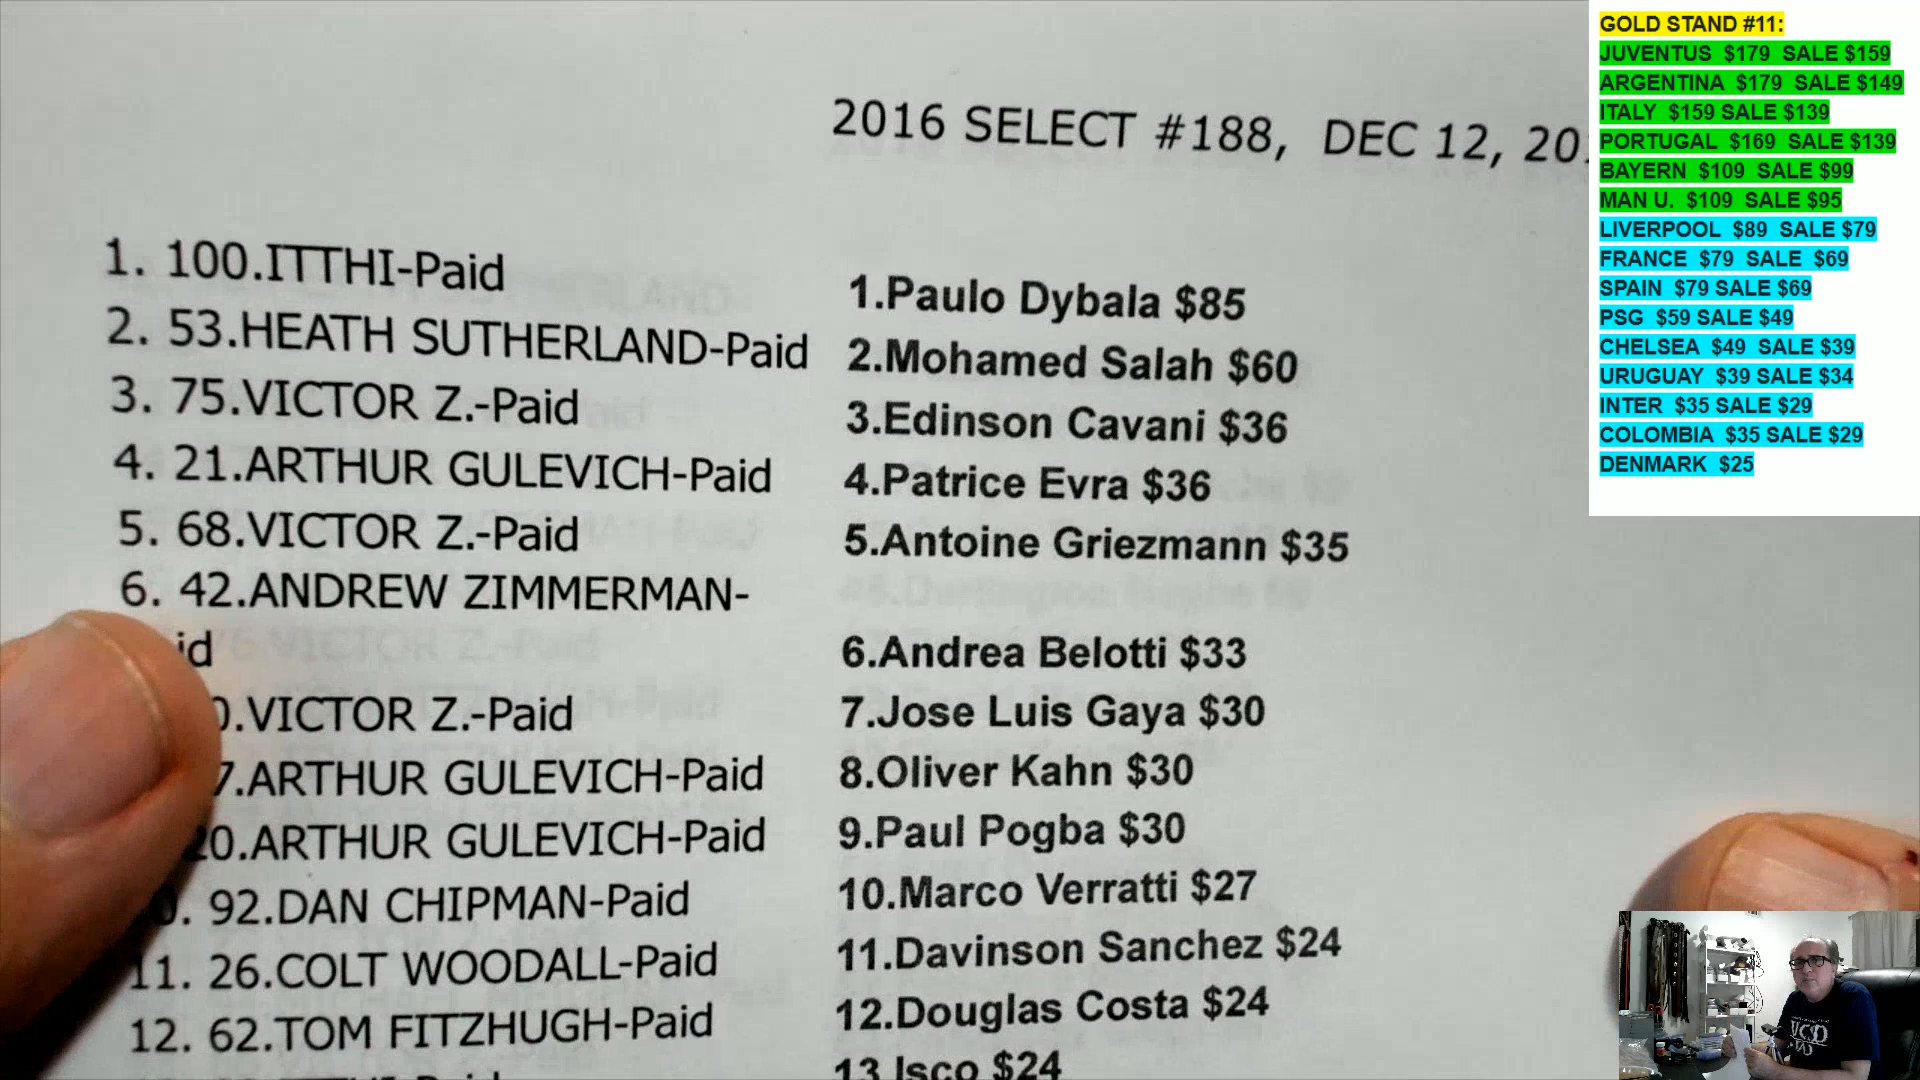 2016 SELECT #188, DEC 12, 20
1. 100.ITTHI-Paid
2. 53.HEATH SUTHERLAND-Paid
3. 75.VICTOR Z.-Paid
4. 21.ARTHUR GULEVICH-Paid
5. 68.VICTOR Z.-Paid
6. 42.ANDREW ZIMMERMAN-
id
0.VICTOR Z.-Paid
7.ARTHUR GULEVICH-Paid
20.ARTHUR GULEVICH-Paid
0. 92.DAN CHIPMAN-Paid
11. 26.COLT WOODALL-Paid
12. 62.TOM FITZHUGH-Paid
1.Paulo Dybala $85
2.Mohamed Salah $60
3.Edinson Cavani $36
4.Patrice Evra $36
5.Antoine Griezmann $35
6.Andrea Belotti $33
7.Jose Luis Gaya $30
8.Oliver Kahn $30
9.Paul Pogba $30
10.Marco Verratti $27
11.Davinson Sanchez $24
12.Douglas Costa $24
13 Isco $24
GOLD STAND #11:
JUVENTUS $179 SALE $159
ARGENTINA $179 SALE $149
ITALY $159 SALE $139
PORTUGAL $169 SALE $139
BAYERN $109 SALE $99
MAN U. $109 SALE $95
LIVERPOOL $89 SALE $79
FRANCE $79 SALE $69
SPAIN $79 SALE $69
PSG $59 SALE $49
CHELSEA $49 SALE $39
URUGUAY $39 SALE $34
INTER $35 SALE $29
COLOMBIA $35 SALE $29
DENMARK $25